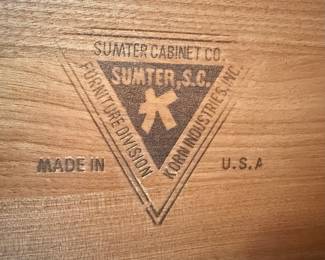 SUMTER CABINET CO.
SUMTER, S.C.
K
FURNITURE DIVISION
KORN INDUSTRIES, INC.
MADE IN U.S.A